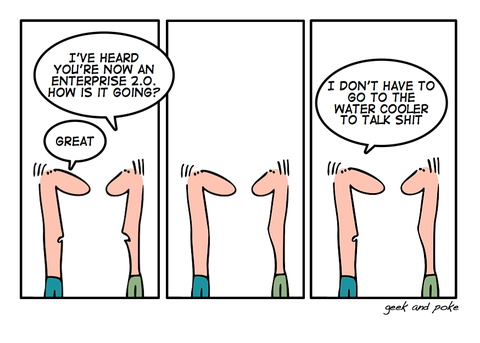 I'VE HEARD
YOU'RE NOW AN
ENTERPRISE 2.0.
HOW IS IT GOING?
GREAT
I DON'T HAVE TO
GO TO THE
WATER COOLER
TO TALK SHIT
geek and poke